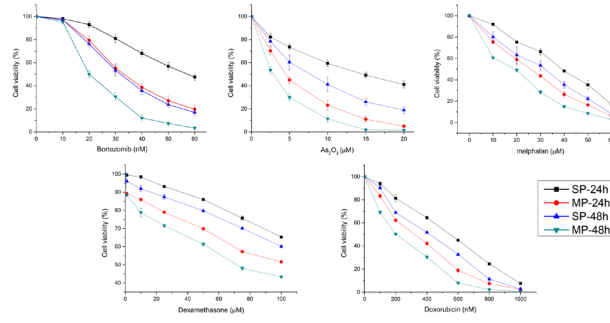 Cell viability (%)
100
80
60
40
20
0
0 10 20 30 40 50 60
Bortezomib (nM)
Cell viability (%)
100
80
60
40
20
0
0 5 10 15 20
As₂O₃ (μM)
Cell viability (%)
100
80
60
40
20
0
0 10 20 30 40 50
melphalan (μM)
Cell viability (%)
100
90
80
70
60
50
40
0 20 40 60 80 100
Dexamethasone (μM)
Cell viability (%)
100
80
60
40
20
0
0 200 400 600 800 1000
Doxorubicin (nM)
SP-24h
MP-24h
SP-48h
MP-48h